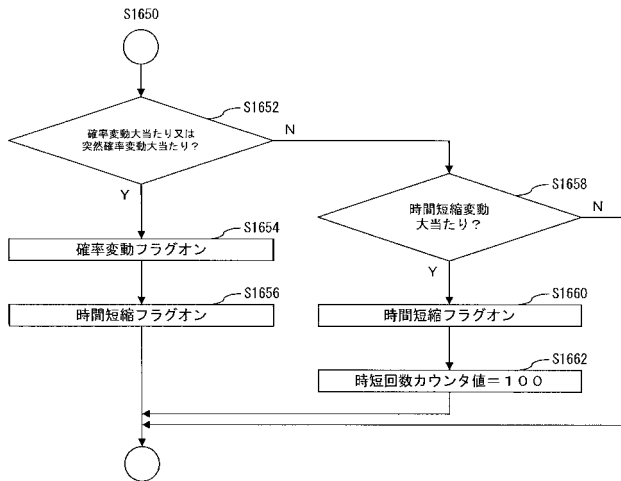 S1650
S1652
確率変動大当たり又は
突然確率変動大当たり？
N
Y
S1654
確率変動フラグオン
S1656
時間短縮フラグオン
S1658
時間短縮変動
大当たり？
N
Y
S1660
時間短縮フラグオン
S1662
時短回数カウンタ値＝１００